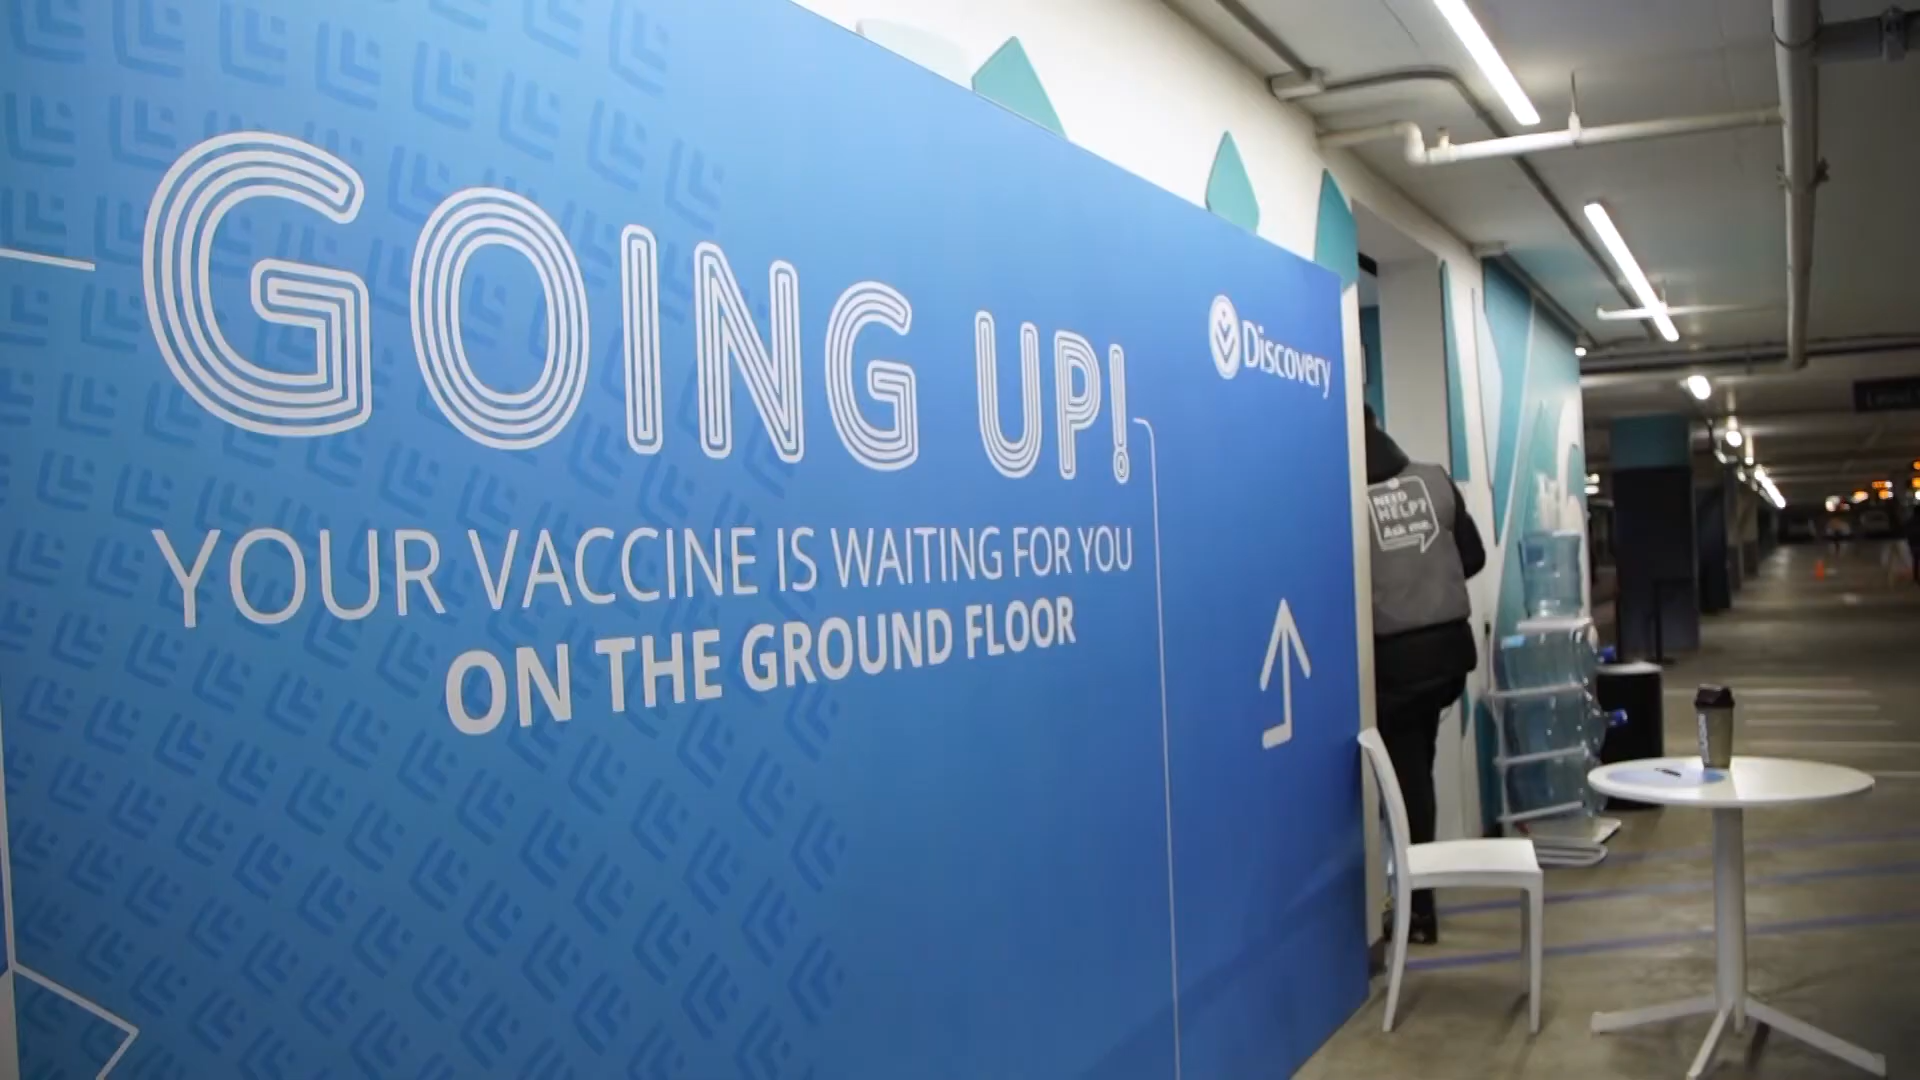 GOING UP!
YOUR VACCINE IS WAITING FOR YOU
ON THE GROUND FLOOR
Discovery
NEED
HELP?
Ask me.